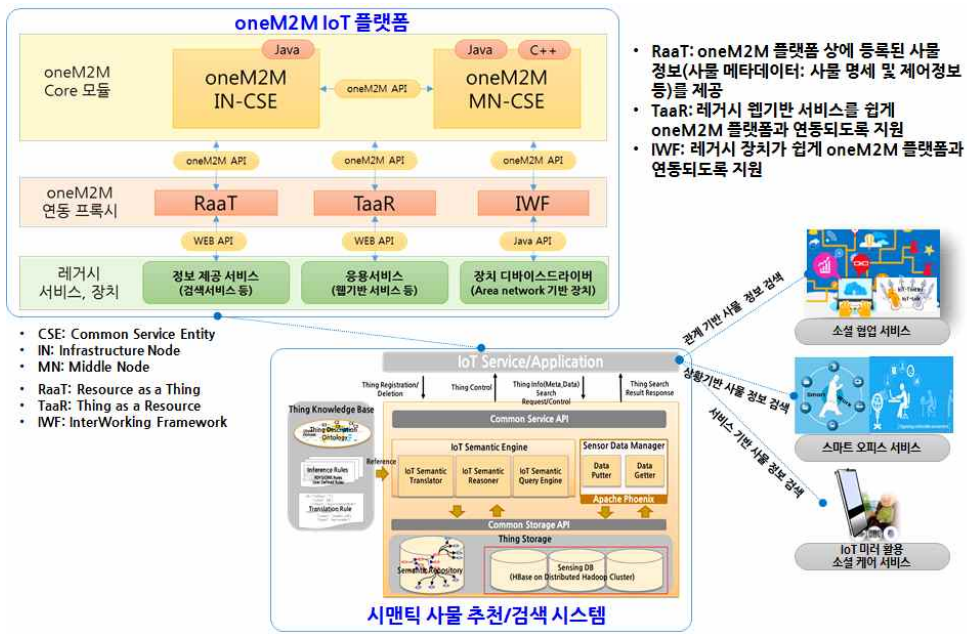 oneM2M IoT 플랫폼
oneM2M
Core 모듈
Java
oneM2M
IN-CSE
oneM2M API
Java
C++
oneM2M
MN-CSE
oneM2M API
oneM2M API
oneM2M API
oneM2M
연동 프록시
RaaT
TaaR
IWF
WEB API
WEB API
Java API
레거시
서비스, 장치
정보 제공 서비스
(검색서비스 등)
응용서비스
(웹기반 서비스 등)
장치 디바이스드라이버
(Area network 기반 장치)
• RaaT: oneM2M 플랫폼 상에 등록된 사물
정보(사물 메타데이터: 사물 명세 및 제어정보
등)를 제공
• TaaR: 레거시 웹기반 서비스를 쉽게
oneM2M 플랫폼과 연동되도록 지원
• IWF: 레거시 장치가 쉽게 oneM2M 플랫폼과
연동되도록 지원
• CSE: Common Service Entity
• IN: Infrastructure Node
• MN: Middle Node
• RaaT: Resource as a Thing
• TaaR: Thing as a Resource
• IWF: InterWorking Framework
IoT Service/Application
Thing Registration/
Deletion
Thing Control
Thing Info(Meta,Data)
Search
Request/Control
Thing Search
Result Response
Thing Knowledge Base
Thing Description
Ontology
Inference Rules
RDFS/OWL Rules
User Defined Rules
Translation Rule
Reference
Common Service API
IoT Semantic Engine
IoT Semantic
Translator
IoT Semantic
Reasoner
IoT Semantic
Query Engine
Sensor Data Manager
Data
Putter
Data
Getter
Apache Phoenix
Common Storage API
Thing Storage
Semantic Repository
Sensing DB
(HBase on Distributed Hadoop Cluster)
시맨틱 사물 추천/검색 시스템
관계 기반 사물 정보 검색
상황기반 사물 정보 검색
서비스 기반 사물 정보 검색
소셜 협업 서비스
Smart
스마트 오피스 서비스
IoT 미러 활용
소셜 케어 서비스